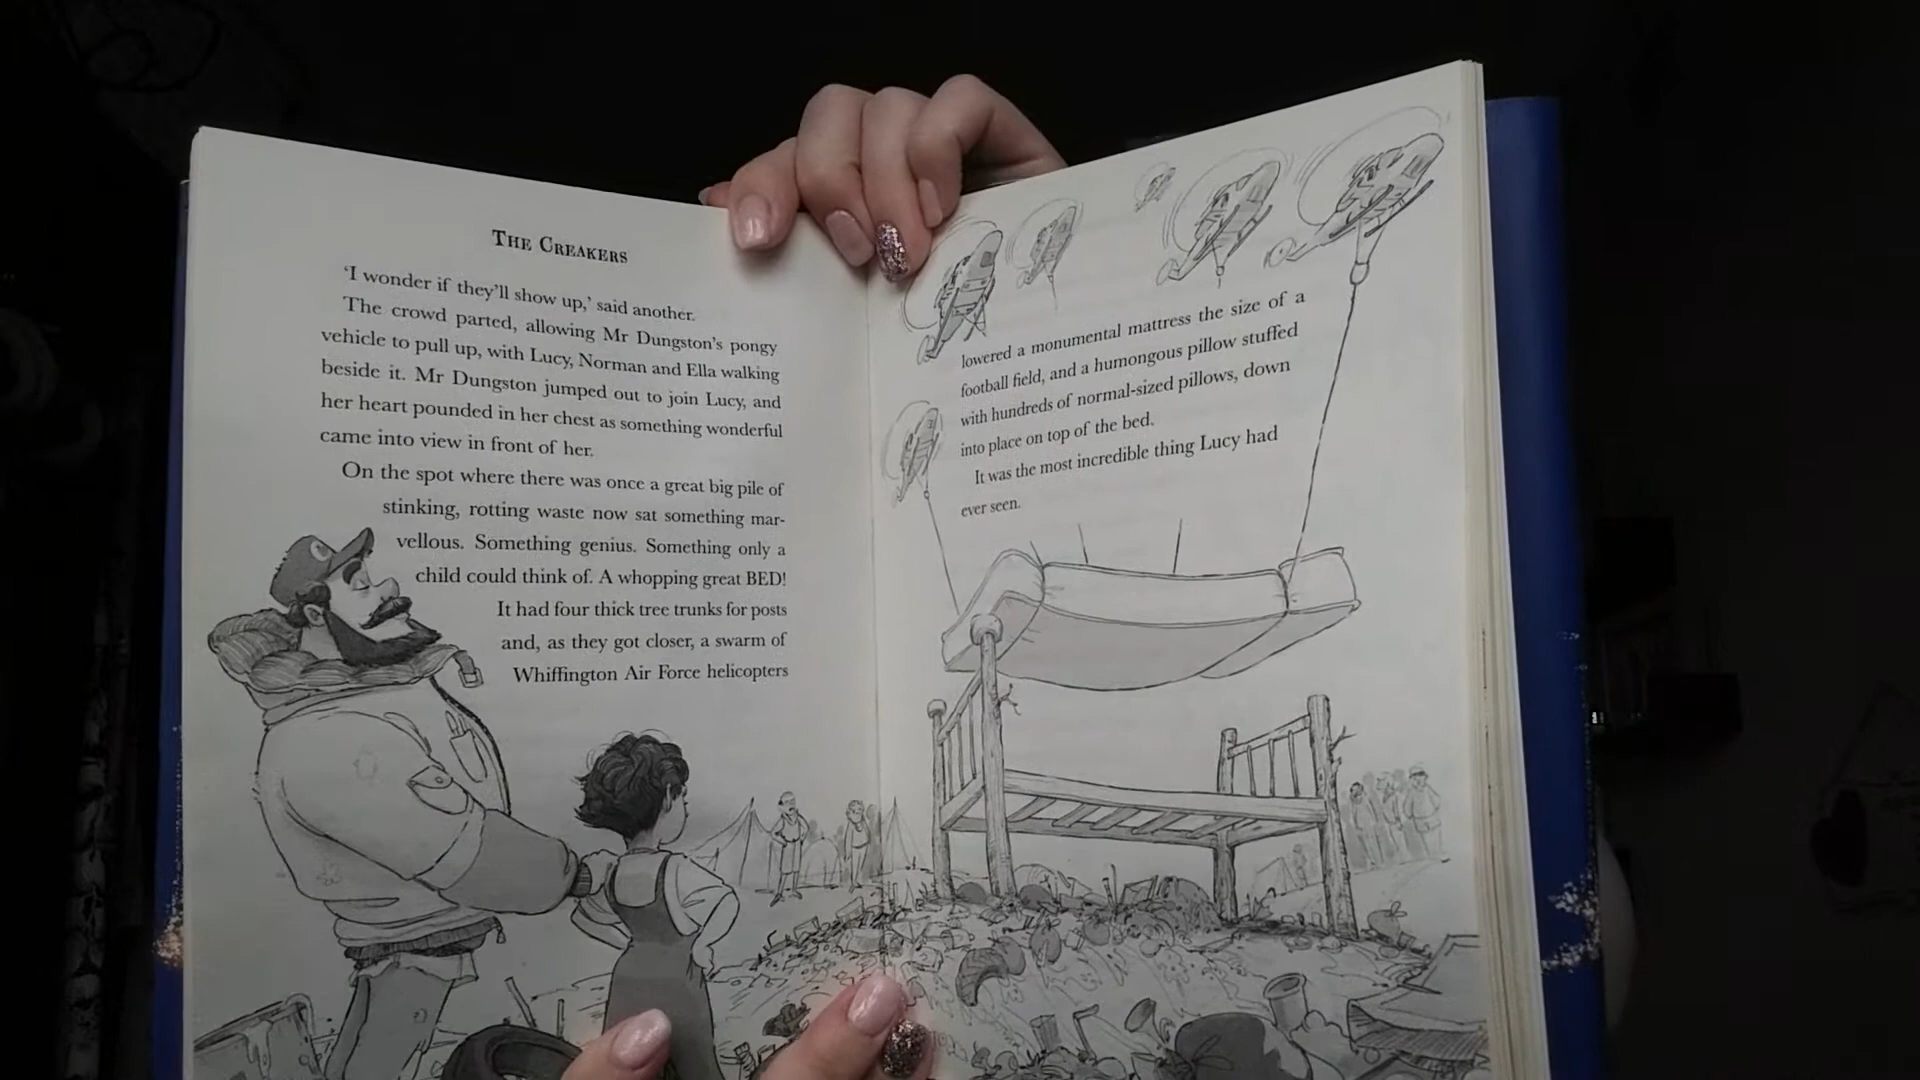 THE CREAKERS
‘I wonder if they’ll show up,’ said another.
The crowd parted, allowing Mr Dungston’s pongy
vehicle to pull up, with Lucy, Norman and Ella walking
beside it. Mr Dungston jumped out to join Lucy, and
her heart pounded in her chest as something wonderful
came into view in front of her.
On the spot where there was once a great big pile of
stinking, rotting waste now sat something mar-
vellous. Something genius. Something only a
child could think of. A whopping great BED!
It had four thick tree trunks for posts
and, as they got closer, a swarm of
Whiffington Air Force helicopters
lowered a monumental mattress the size of a
football field, and a humongous pillow stuffed
with hundreds of normal-sized pillows, down
into place on top of the bed.
It was the most incredible thing Lucy had
ever seen.